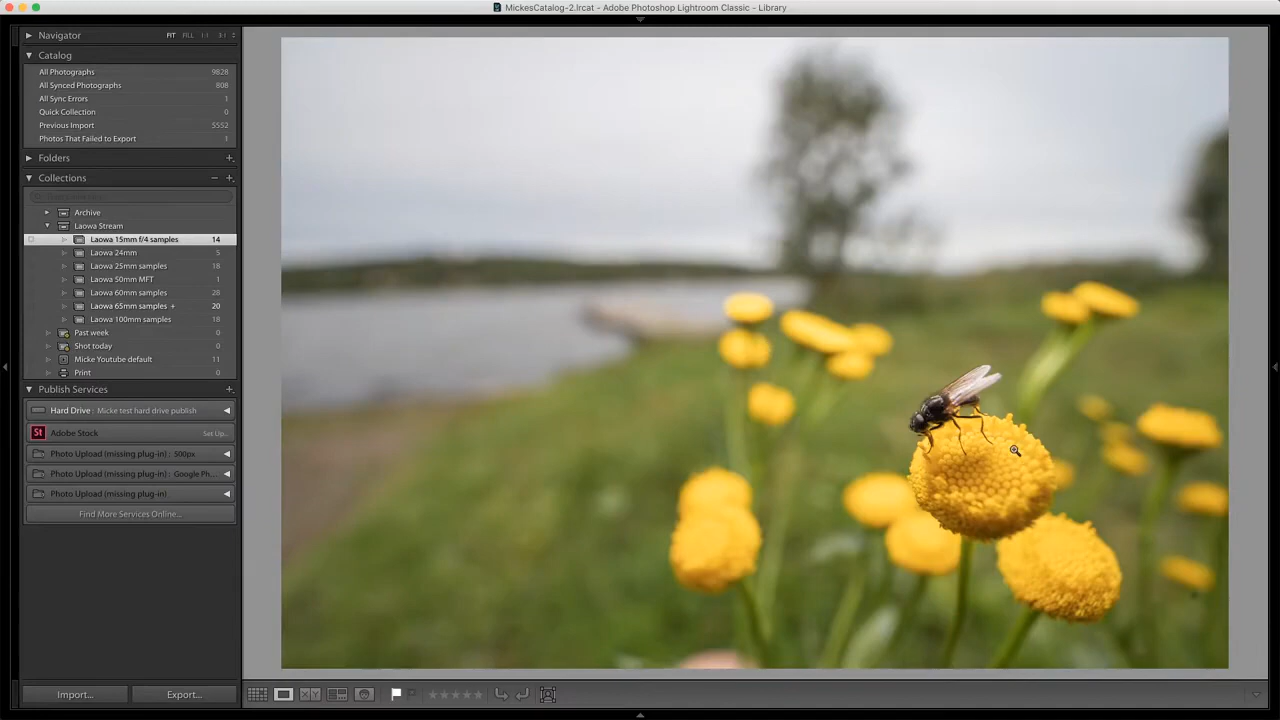 MickesCatalog-2.lrcat - Adobe Photoshop Lightroom Classic - Library
Navigator FIT FILL 1:1 3:1
Catalog
All Photographs 9828
All Synced Photographs 808
All Sync Errors 1
Quick Collection 0
Previous Import 5552
Photos That Failed to Export 1
Folders +
Collections − +
Archive
Laowa Stream
Laowa 15mm f/4 samples 14
Laowa 24mm 5
Laowa 25mm samples 18
Laowa 50mm MFT 1
Laowa 60mm samples 28
Laowa 65mm samples + 20
Laowa 100mm samples 18
Past week 0
Shot today 0
Micke Youtube default 11
Print 0
Publish Services +
Hard Drive : Micke test hard drive publish
St Adobe Stock Set Up...
Photo Upload (missing plug-in) : 500px
Photo Upload (missing plug-in) : Google Ph...
Photo Upload (missing plug-in)
Find More Services Online...
Import... Export... XY